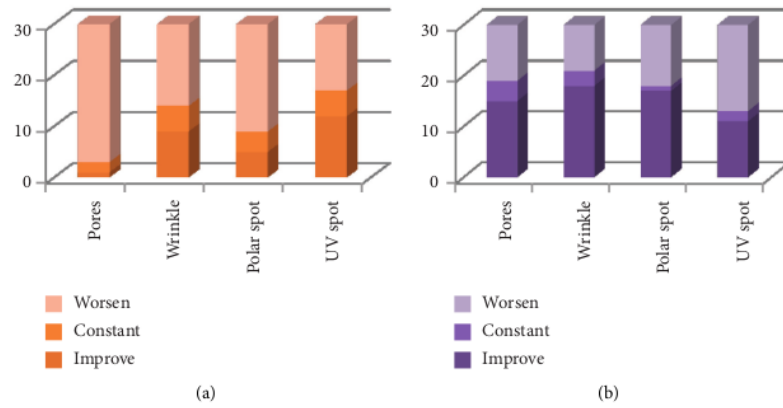 30
20
10
0
Pores
Wrinkle
Polar spot
UV spot
Worsen
Constant
Improve
(a)
30
20
10
0
Pores
Wrinkle
Polar spot
UV spot
Worsen
Constant
Improve
(b)